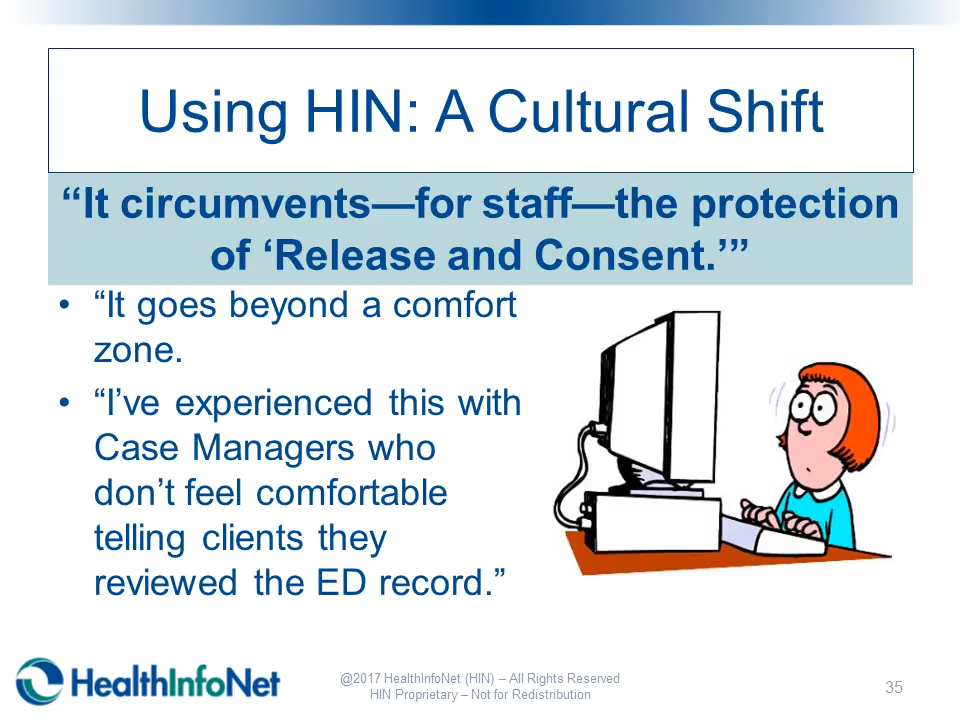 Using HIN: A Cultural Shift
“It circumvents—for staff—the protection
of ‘Release and Consent.’”
• “It goes beyond a comfort
zone.
• “I’ve experienced this with
Case Managers who
don’t feel comfortable
telling clients they
reviewed the ED record.”
HealthInfoNet
@2017 HealthInfoNet (HIN) – All Rights Reserved
HIN Proprietary – Not for Redistribution
35